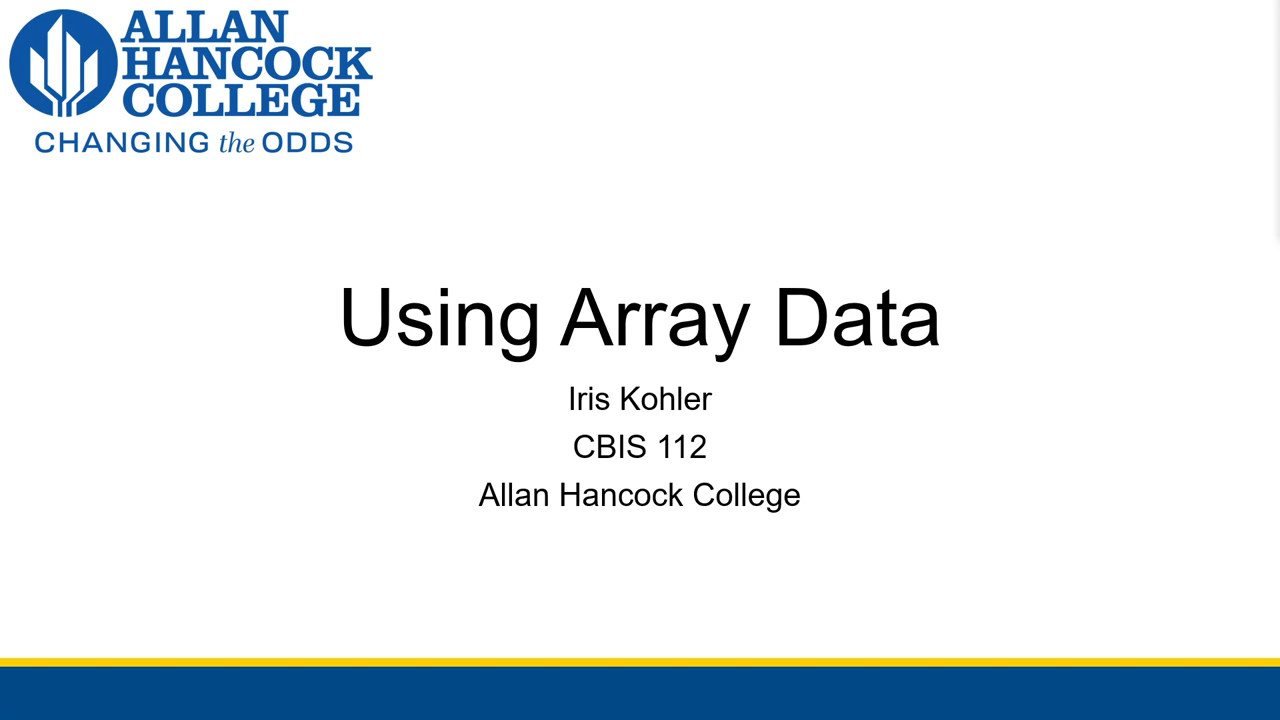 ALLAN
HANCOCK
COLLEGE
CHANGING the ODDS
Using Array Data
Iris Kohler
CBIS 112
Allan Hancock College